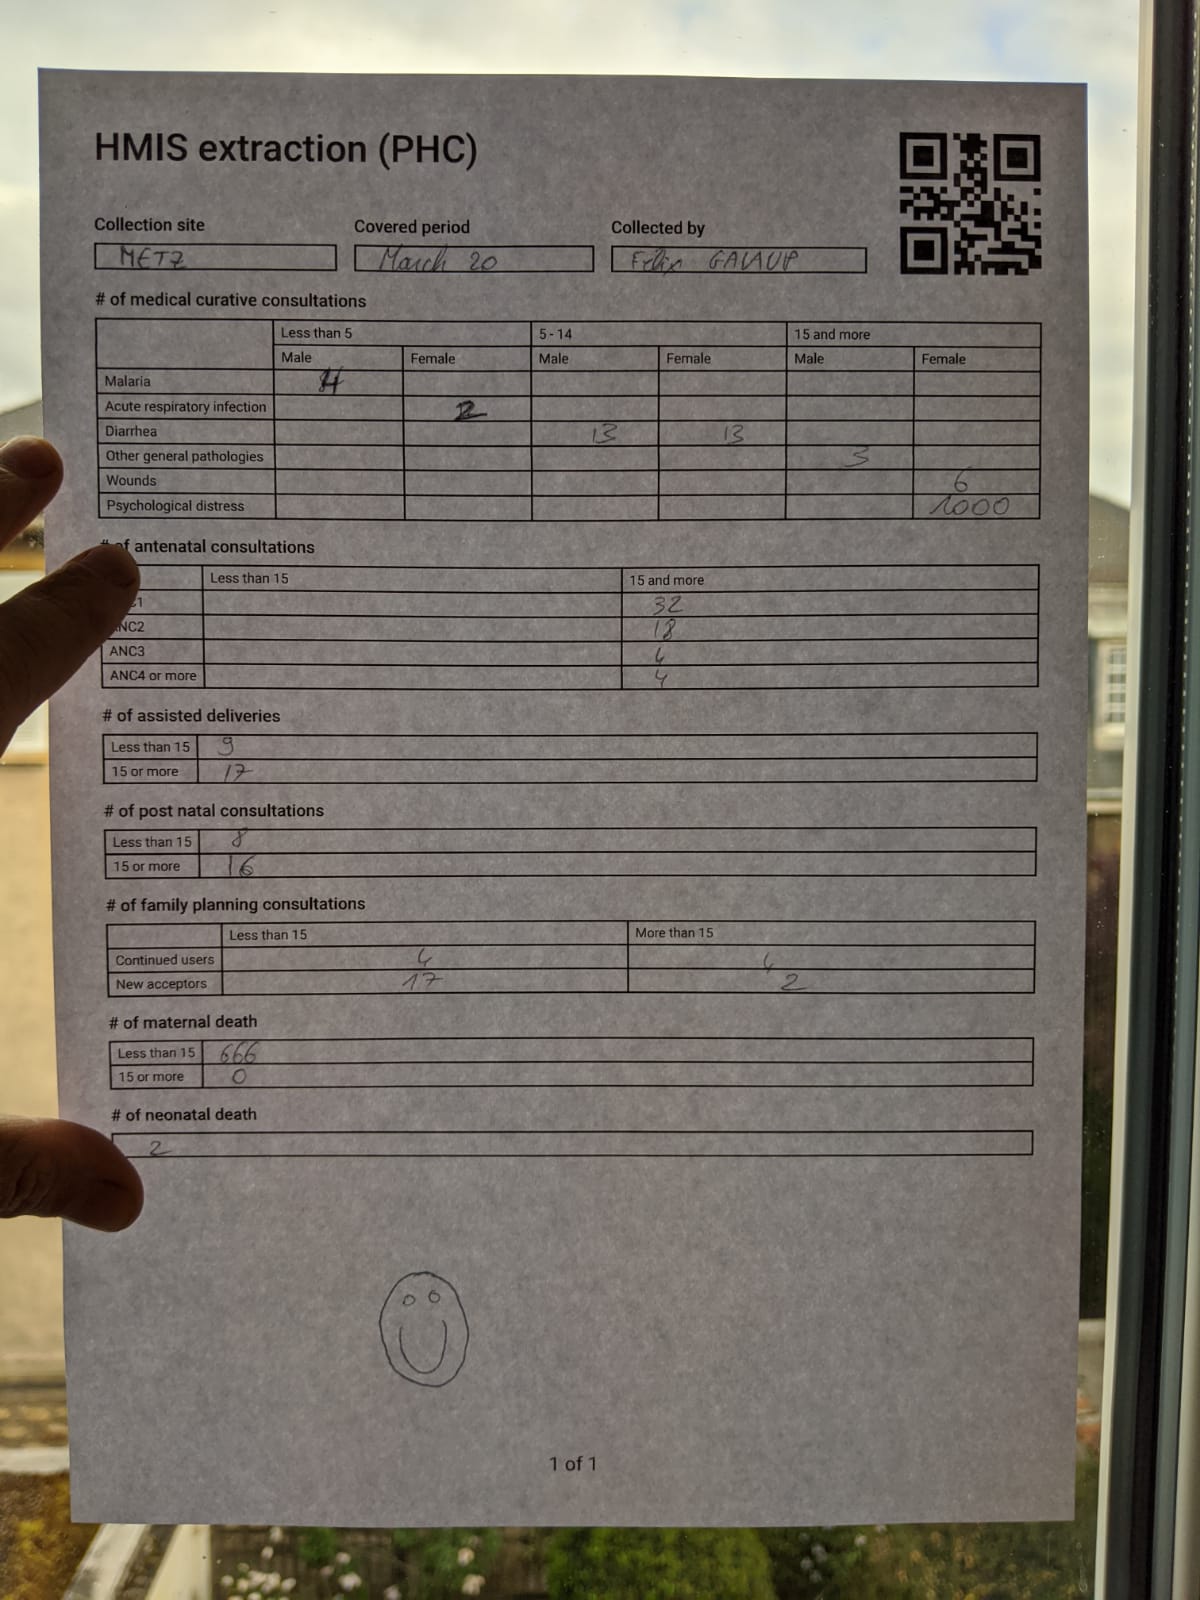 HMIS extraction (PHC)
Collection site Covered period Collected by
METZ March 20 Félix
# of medical curative consultations
Less than 5 5 - 14 15 and more
Male Female Male Female Male Female
Malaria
Acute respiratory infection 2
Diarrhea 13 13
Other general pathologies 3
Wounds 6
Psychological distress 1000
# of antenatal consultations
Less than 15 15 and more
32
ANC2 18
ANC3 4
ANC4 or more 4
# of assisted deliveries
Less than 15 9
15 or more 17
# of post natal consultations
Less than 15 8
15 or more 16
# of family planning consultations
Less than 15 More than 15
Continued users 4 4
New acceptors 17 2
# of maternal death
Less than 15 666
15 or more 0
# of neonatal death
2
1 of 1